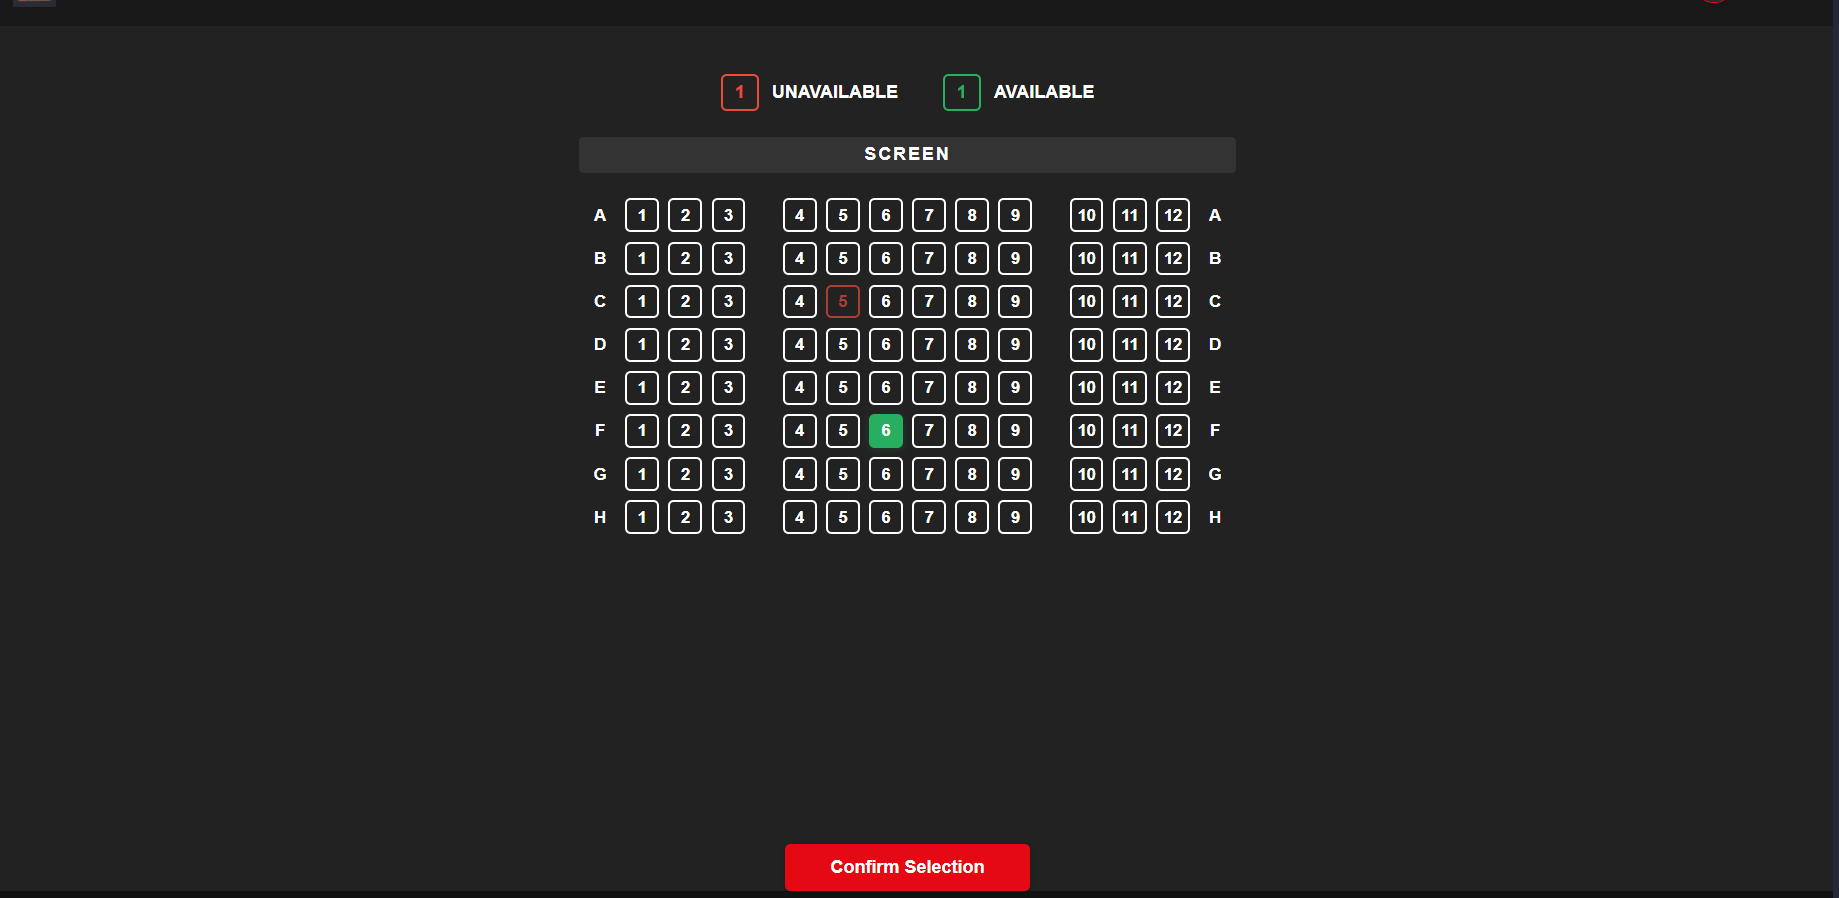 1 UNAVAILABLE 1 AVAILABLE
SCREEN
A 1 2 3 4 5 6 7 8 9 10 11 12 A
B 1 2 3 4 5 6 7 8 9 10 11 12 B
C 1 2 3 4 5 6 7 8 9 10 11 12 C
D 1 2 3 4 5 6 7 8 9 10 11 12 D
E 1 2 3 4 5 6 7 8 9 10 11 12 E
F 1 2 3 4 5 6 7 8 9 10 11 12 F
G 1 2 3 4 5 6 7 8 9 10 11 12 G
H 1 2 3 4 5 6 7 8 9 10 11 12 H
Confirm Selection